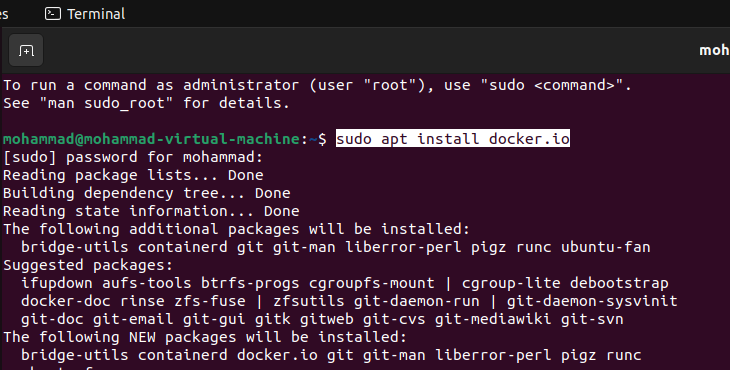 es Terminal
moh
To run a command as administrator (user "root"), use "sudo <command>".
See "man sudo_root" for details.
mohammad@mohammad-virtual-machine:~$ sudo apt install docker.io
[sudo] password for mohammad:
Reading package lists... Done
Building dependency tree... Done
Reading state information... Done
The following additional packages will be installed:
  bridge-utils containerd git git-man liberror-perl pigz runc ubuntu-fan
Suggested packages:
  ifupdown aufs-tools btrfs-progs cgroupfs-mount | cgroup-lite debootstrap
  docker-doc rinse zfs-fuse | zfsutils git-daemon-run | git-daemon-sysvinit
  git-doc git-email git-gui gitk gitweb git-cvs git-mediawiki git-svn
The following NEW packages will be installed:
  bridge-utils containerd docker.io git git-man liberror-perl pigz runc